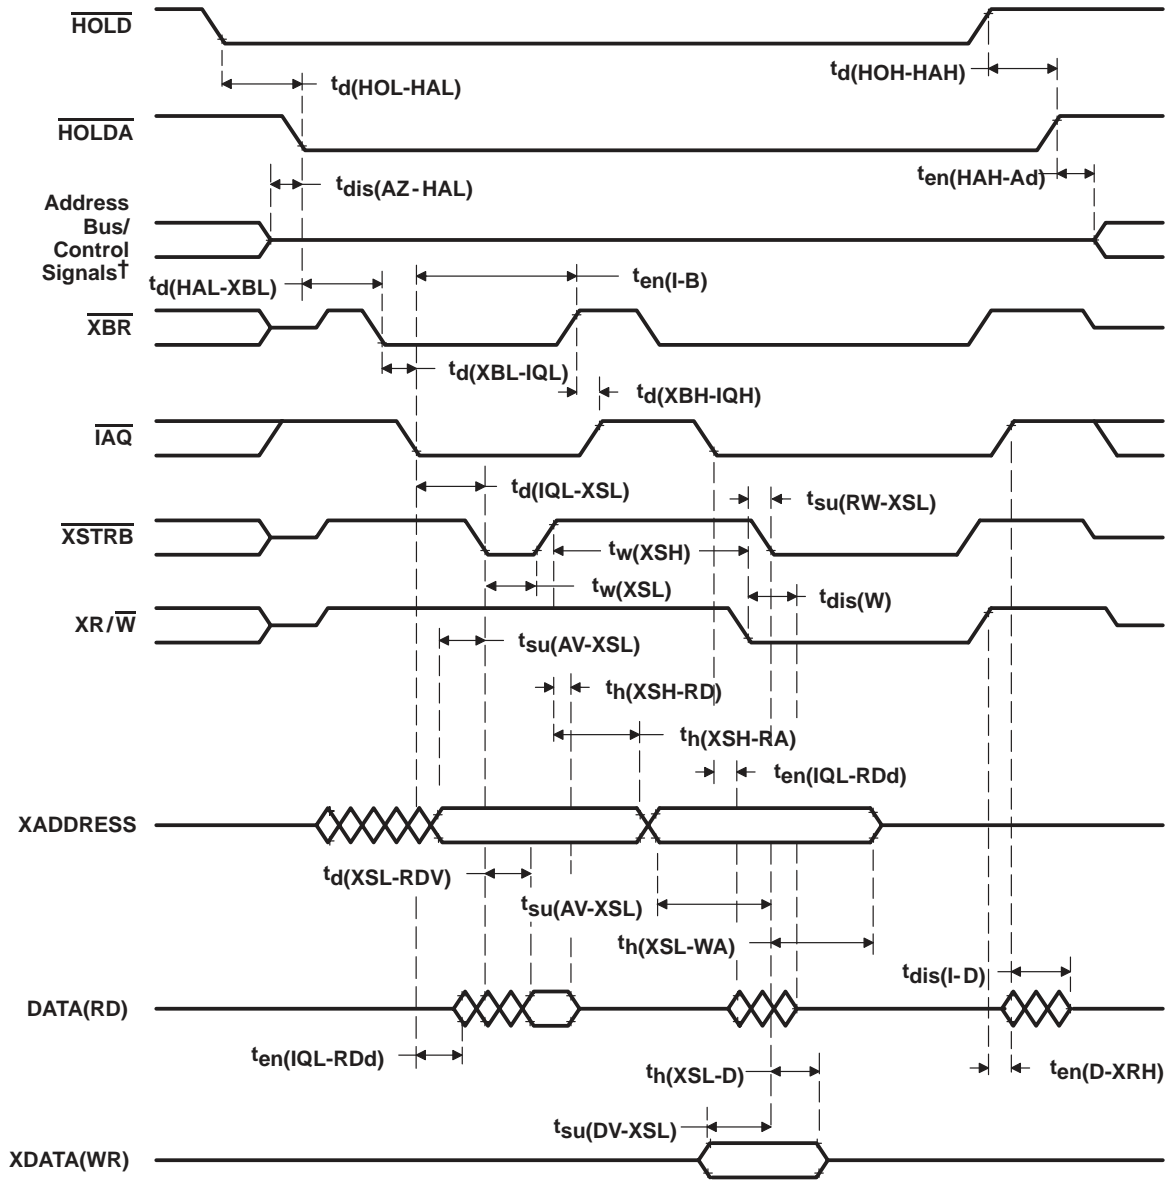 HOLD
td(HOL-HAL)
td(HOH-HAH)
HOLDA
tdis(AZ-HAL)
ten(HAH-Ad)
Address
Bus/
Control
Signals†
td(HAL-XBL)
ten(I-B)
XBR
td(XBL-IQL)
td(XBH-IQH)
IAQ
td(IQL-XSL)
tsu(RW-XSL)
XSTRB
tw(XSH)
tw(XSL)
tdis(W)
XR/W
tsu(AV-XSL)
th(XSH-RD)
th(XSH-RA)
ten(IQL-RDd)
XADDRESS
td(XSL-RDV)
tsu(AV-XSL)
th(XSL-WA)
tdis(I-D)
DATA(RD)
ten(IQL-RDd)
th(XSL-D)
ten(D-XRH)
tsu(DV-XSL)
XDATA(WR)